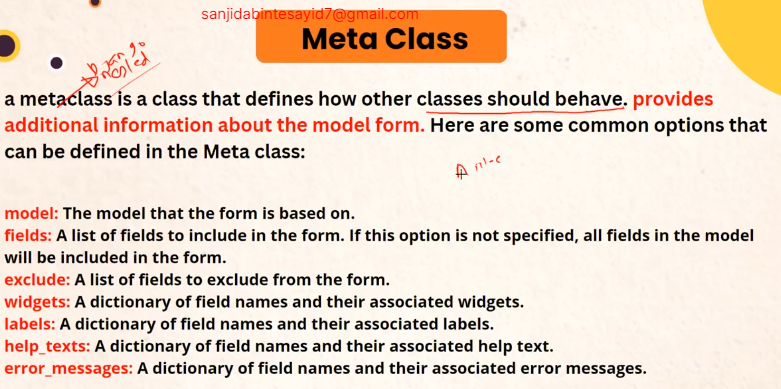 sanjidabintesayid7@gmail.com
Meta Class
a metaclass is a class that defines how other classes should behave. provides
additional information about the model form. Here are some common options that
can be defined in the Meta class:
model: The model that the form is based on.
fields: A list of fields to include in the form. If this option is not specified, all fields in the model
will be included in the form.
exclude: A list of fields to exclude from the form.
widgets: A dictionary of field names and their associated widgets.
labels: A dictionary of field names and their associated labels.
help_texts: A dictionary of field names and their associated help text.
error_messages: A dictionary of field names and their associated error messages.